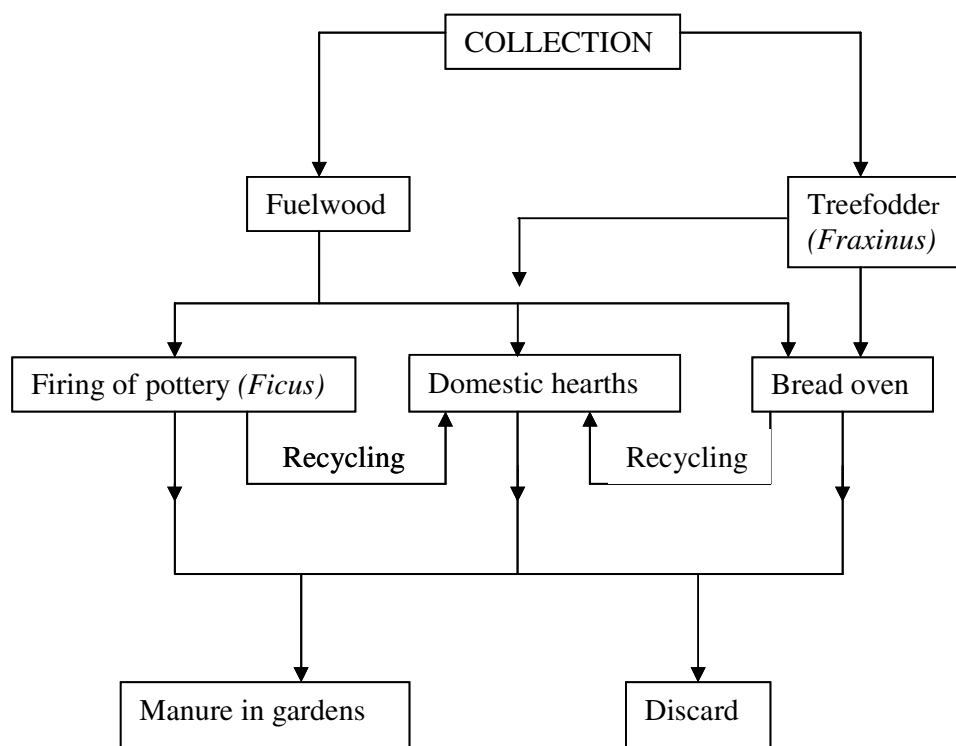 COLLECTION
Fuelwood
Treefodder
(Fraxinus)
Firing of pottery (Ficus)
Domestic hearths
Bread oven
Recycling
Recycling
Manure in gardens
Discard